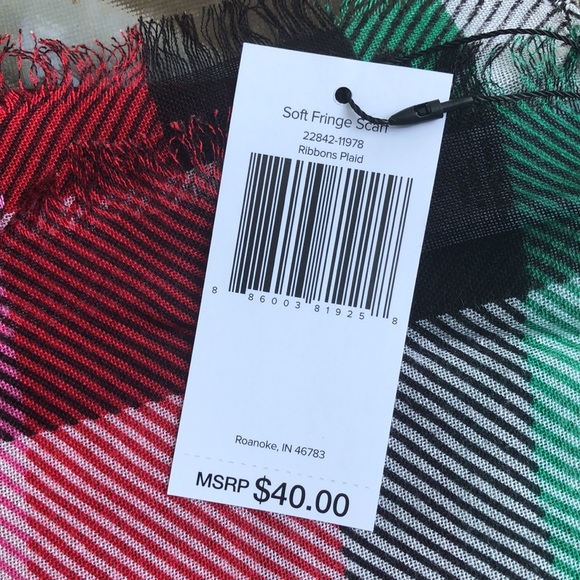 Soft Fringe Scarf
22842-11978
Ribbons Plaid
8 86003 81925 8
Roanoke, IN 46783
MSRP $40.00